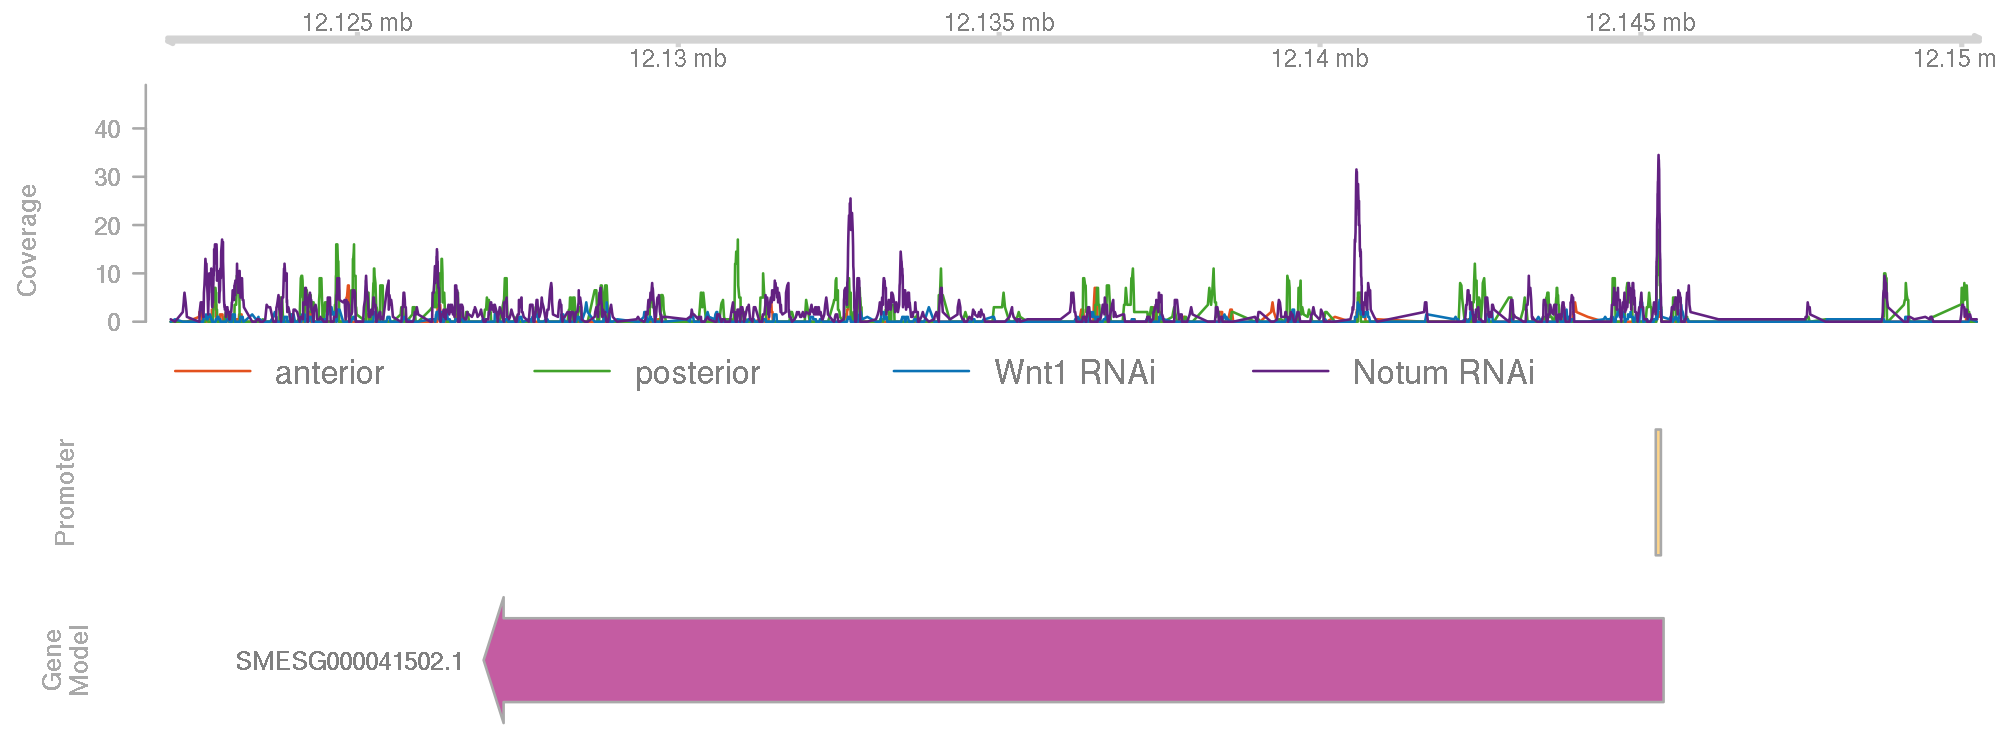 12.125 mb 12.135 mb 12.145 mb
12.13 mb 12.14 mb 12.15 m
Coverage
40
30
20
10
0
0
anterior posterior Wnt1 RNAi Notum RNAi
Promoter
Gene
Model
SMESG000041502.1